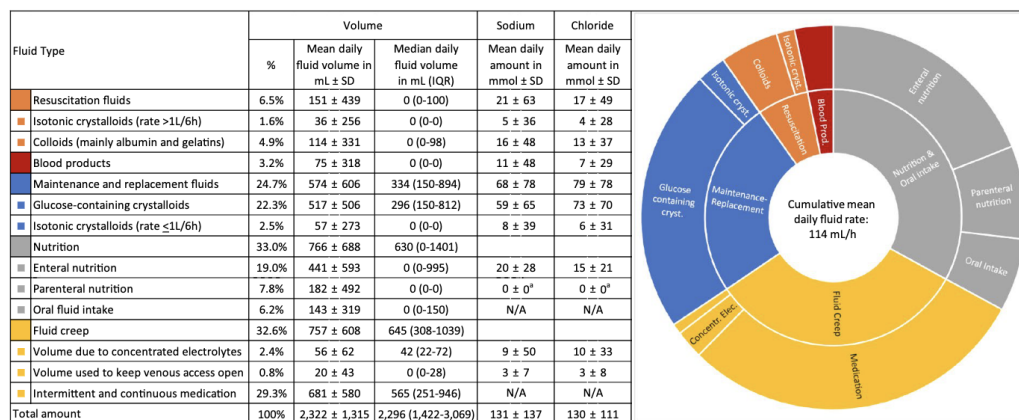 Fluid Type | Volume | Sodium | Chloride
% | Mean daily fluid volume in mL ± SD | Median daily fluid volume in mL (IQR) | Mean daily amount in mmol ± SD | Mean daily amount in mmol ± SD
Resuscitation fluids | 6.5% | 151 ± 439 | 0 (0-100) | 21 ± 63 | 17 ± 49
Isotonic crystalloids (rate >1L/6h) | 1.6% | 36 ± 256 | 0 (0-0) | 5 ± 36 | 4 ± 28
Colloids (mainly albumin and gelatins) | 4.9% | 114 ± 331 | 0 (0-98) | 16 ± 48 | 13 ± 37
Blood products | 3.2% | 75 ± 318 | 0 (0-0) | 11 ± 48 | 7 ± 29
Maintenance and replacement fluids | 24.7% | 574 ± 606 | 334 (150-894) | 68 ± 78 | 79 ± 78
Glucose-containing crystalloids | 22.3% | 517 ± 506 | 296 (150-812) | 59 ± 65 | 73 ± 70
Isotonic crystalloids (rate ≤1L/6h) | 2.5% | 57 ± 273 | 0 (0-0) | 8 ± 39 | 6 ± 31
Nutrition | 33.0% | 766 ± 688 | 630 (0-1401)
Enteral nutrition | 19.0% | 441 ± 593 | 0 (0-995) | 20 ± 28 | 15 ± 21
Parenteral nutrition | 7.8% | 182 ± 492 | 0 (0-0) | 0 ± 0ᵃ | 0 ± 0ᵃ
Oral fluid intake | 6.2% | 143 ± 319 | 0 (0-150) | N/A | N/A
Fluid creep | 32.6% | 757 ± 608 | 645 (308-1039)
Volume due to concentrated electrolytes | 2.4% | 56 ± 62 | 42 (22-72) | 9 ± 50 | 10 ± 33
Volume used to keep venous access open | 0.8% | 20 ± 43 | 0 (0-28) | 3 ± 7 | 3 ± 8
Intermittent and continuous medication | 29.3% | 681 ± 580 | 565 (251-946) | N/A | N/A
Total amount | 100% | 2,322 ± 1,315 | 2,296 (1,422-3,069) | 131 ± 137 | 130 ± 111
Enteral
nutrition
Parenteral
nutrition
Oral Intake
Nutrition &
Oral intake
Medication
Fluid Creep
Concentr. Elec.
Glucose
containing
cryst.
Maintenance-
Replacement
Isotonic cryst.
Colloids
Isotonic cryst.
Resuscitation
Blood Prod.
Cumulative mean
daily fluid rate:
114 mL/h